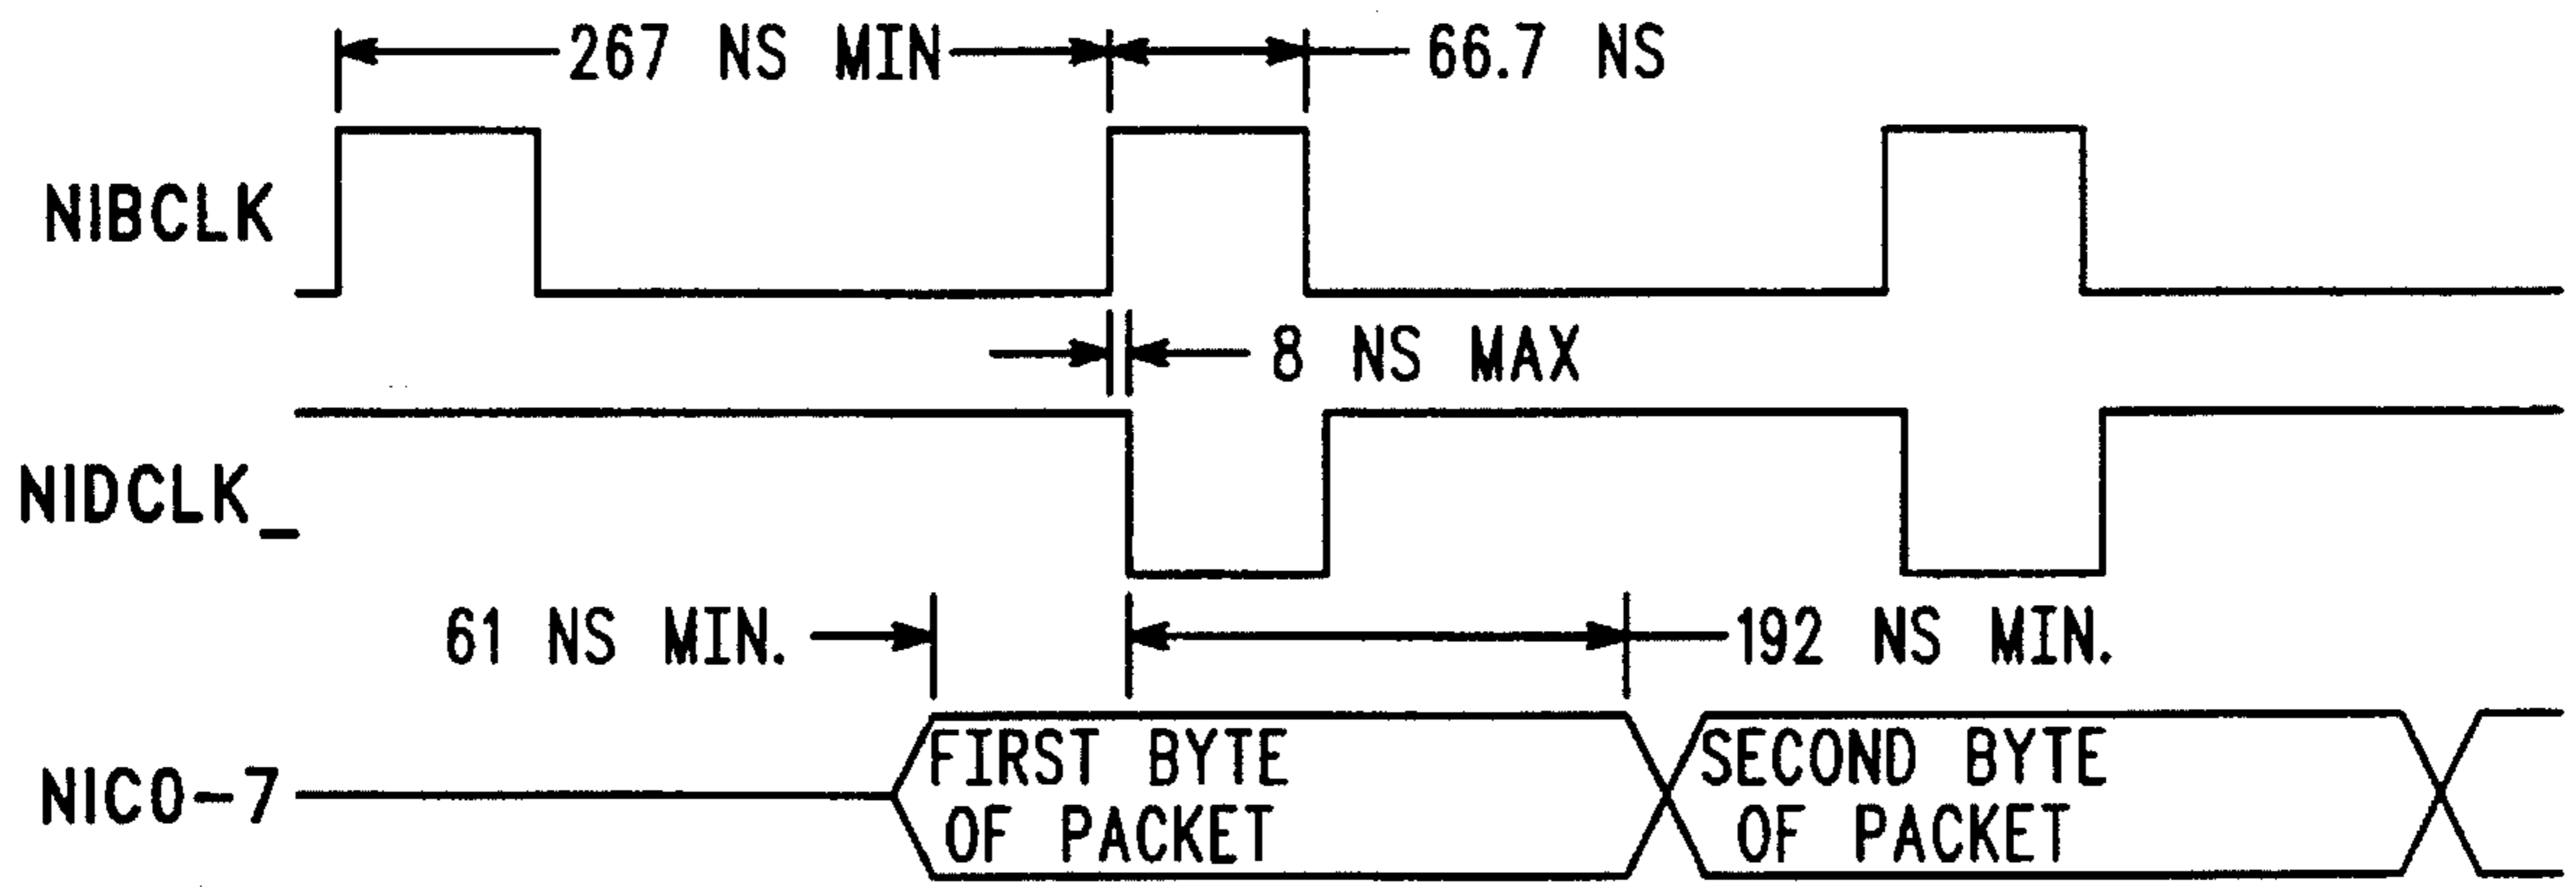 267 NS MIN 66.7 NS
NIBCLK
8 NS MAX
NIDCLK_
61 NS MIN. 192 NS MIN.
NIC0-7
FIRST BYTE
OF PACKET
SECOND BYTE
OF PACKET